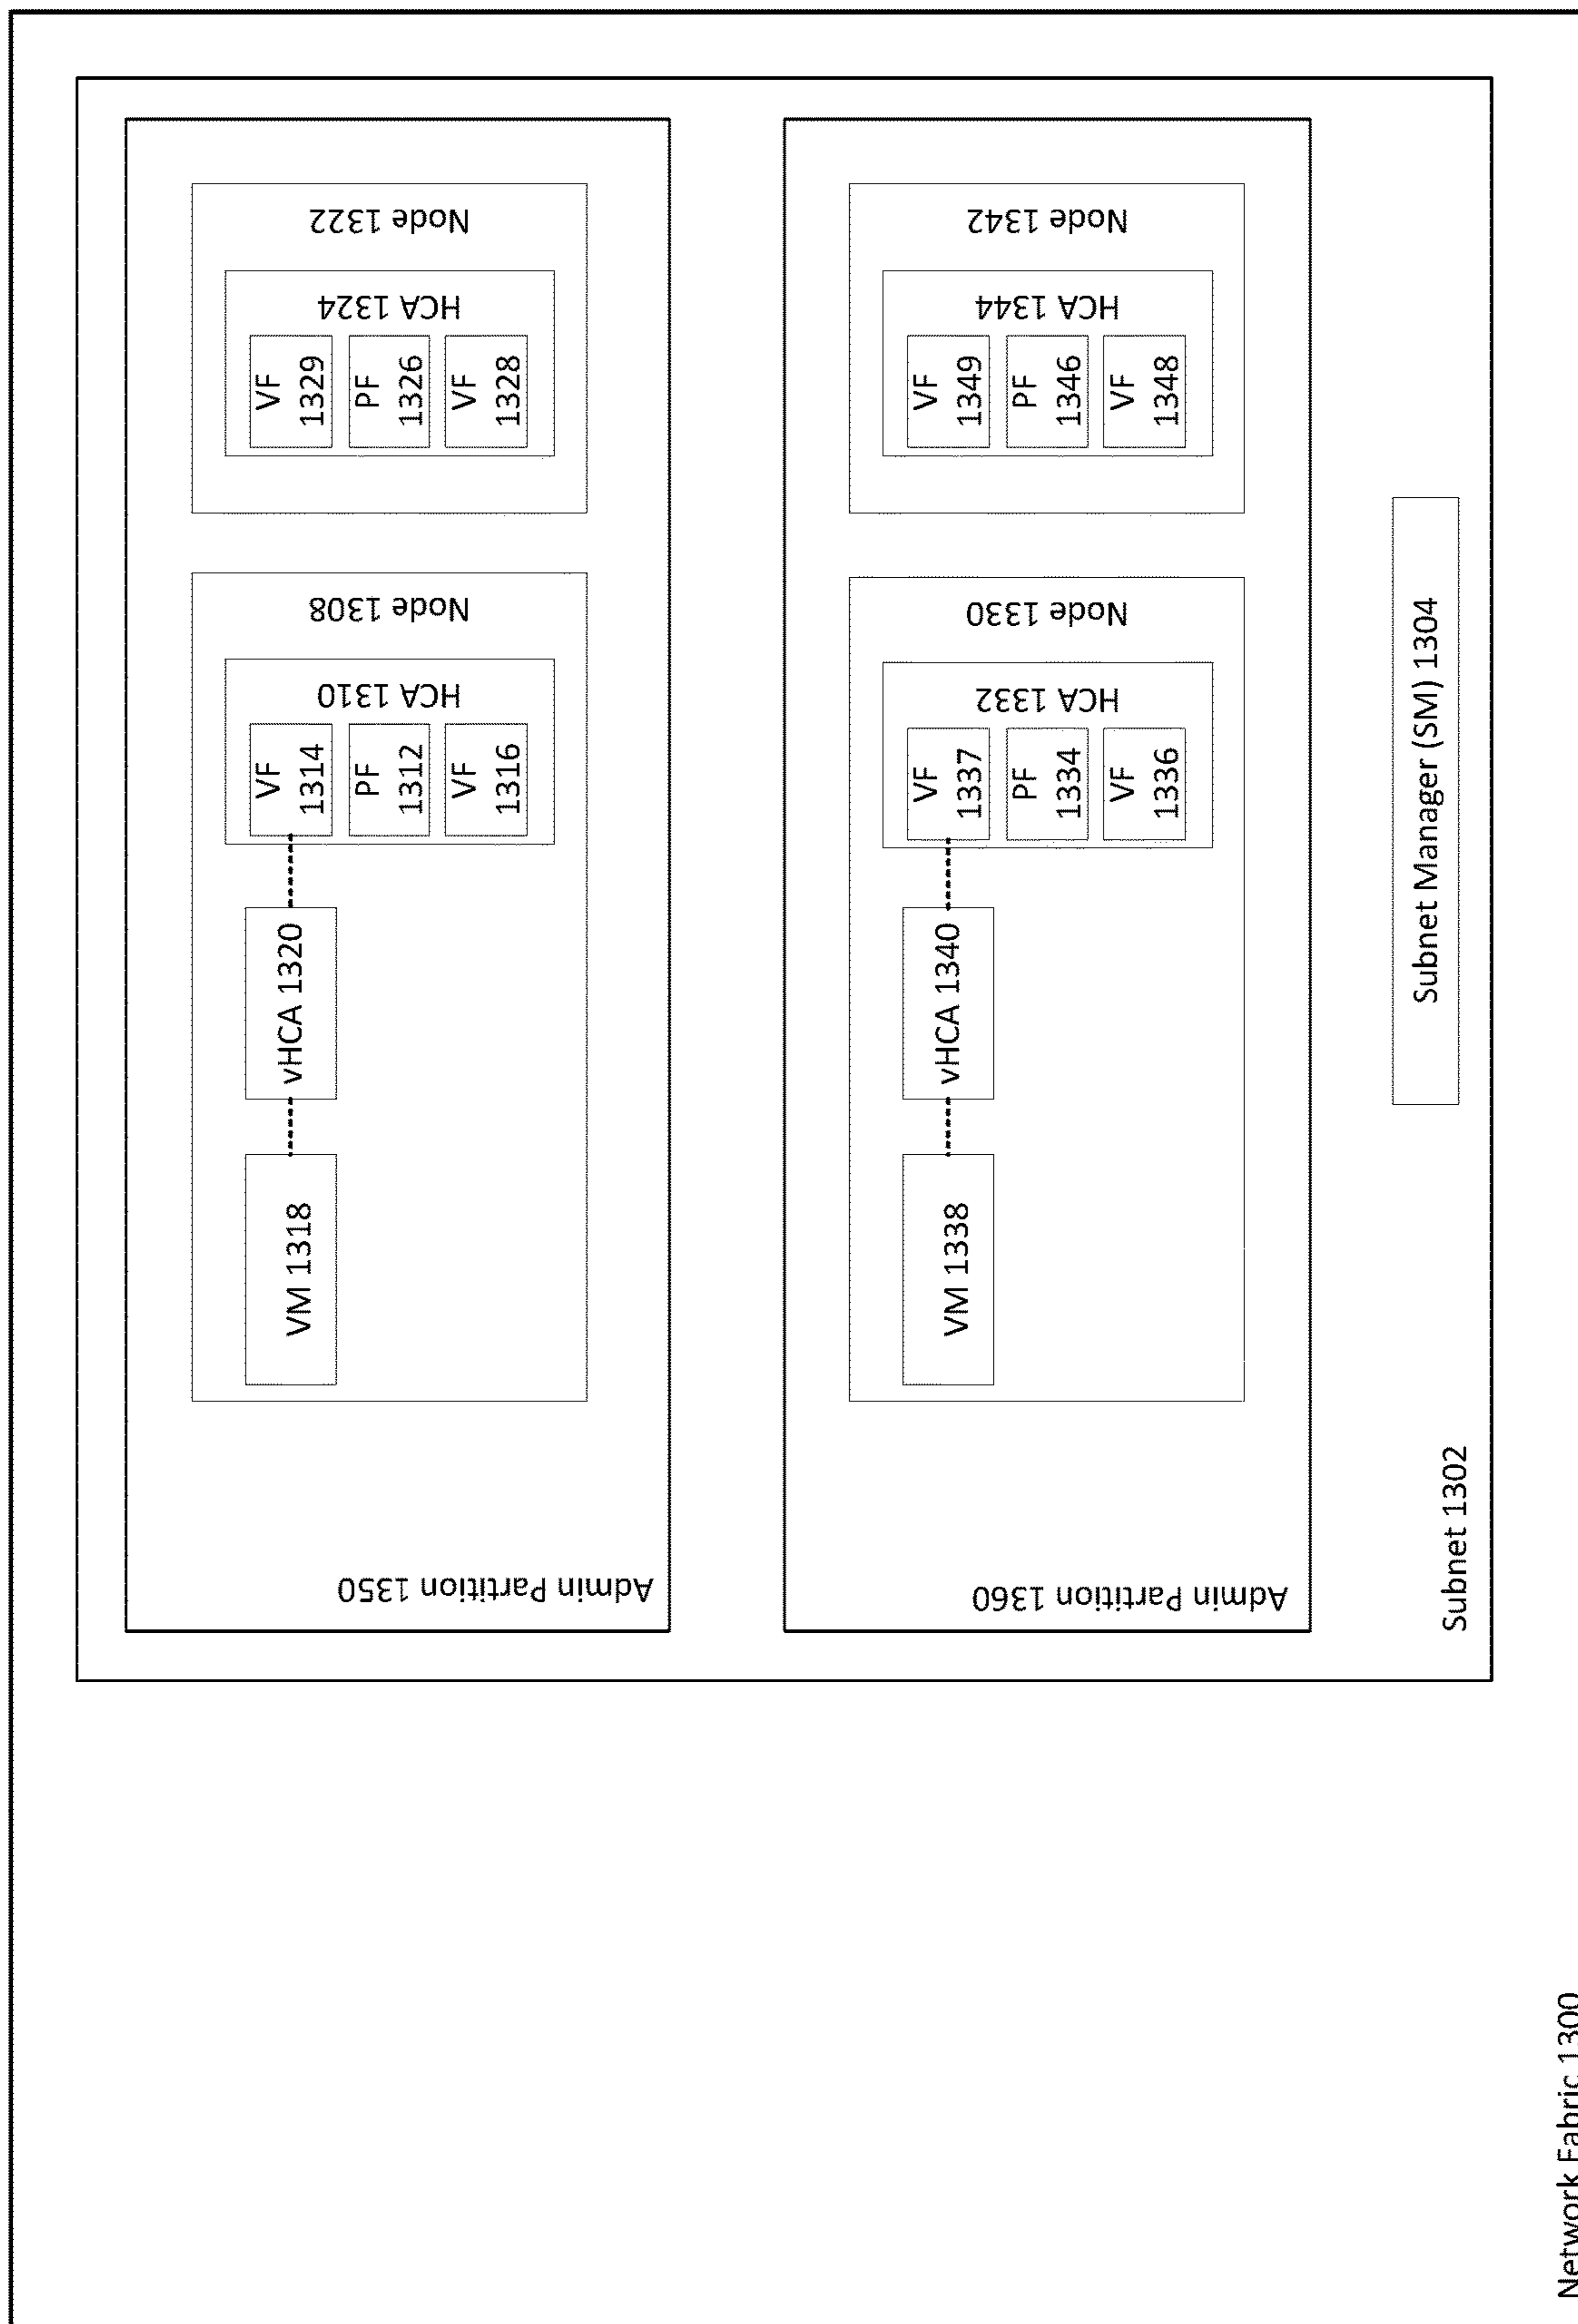 Node 1322
HCA 1324
VF
1329
PF
1326
VF
1328
Node 1308
HCA 1310
VF
1314
PF
1312
VF
1316
vHCA 1320
VM 1318
Admin Partition 1350
Node 1342
HCA 1344
VF
1349
PF
1346
VF
1348
Node 1330
HCA 1332
VF
1337
PF
1334
VF
1336
vHCA 1340
VM 1338
Admin Partition 1360
Subnet Manager (SM) 1304
Subnet 1302
Network Fabric 1300